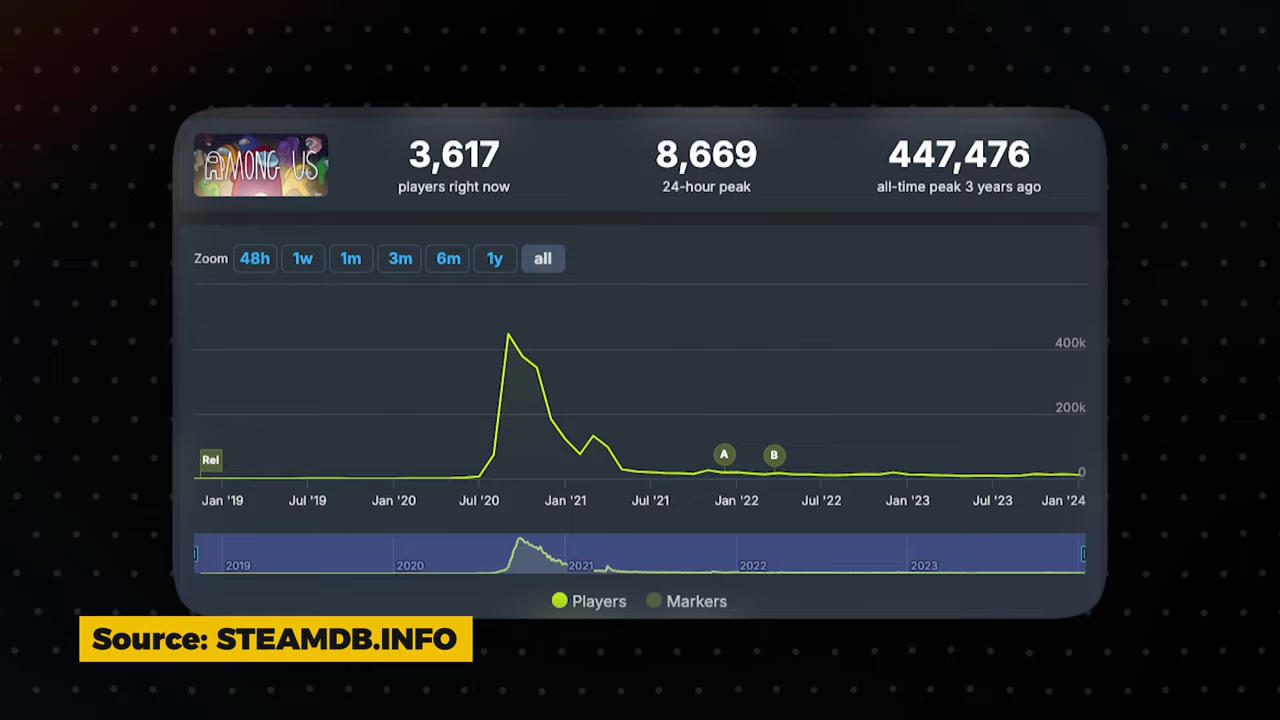 AMONG US
3,617
players right now
8,669
24-hour peak
447,476
all-time peak 3 years ago
Zoom 48h 1w 1m 3m 6m 1y all
400k
200k
0
Rel
A
B
Jan '19 Jul '19 Jan '20 Jul '20 Jan '21 Jul '21 Jan '22 Jul '22 Jan '23 Jul '23 Jan '24
2019 2020 2021 2022 2023
Players Markers
Source: STEAMDB.INFO